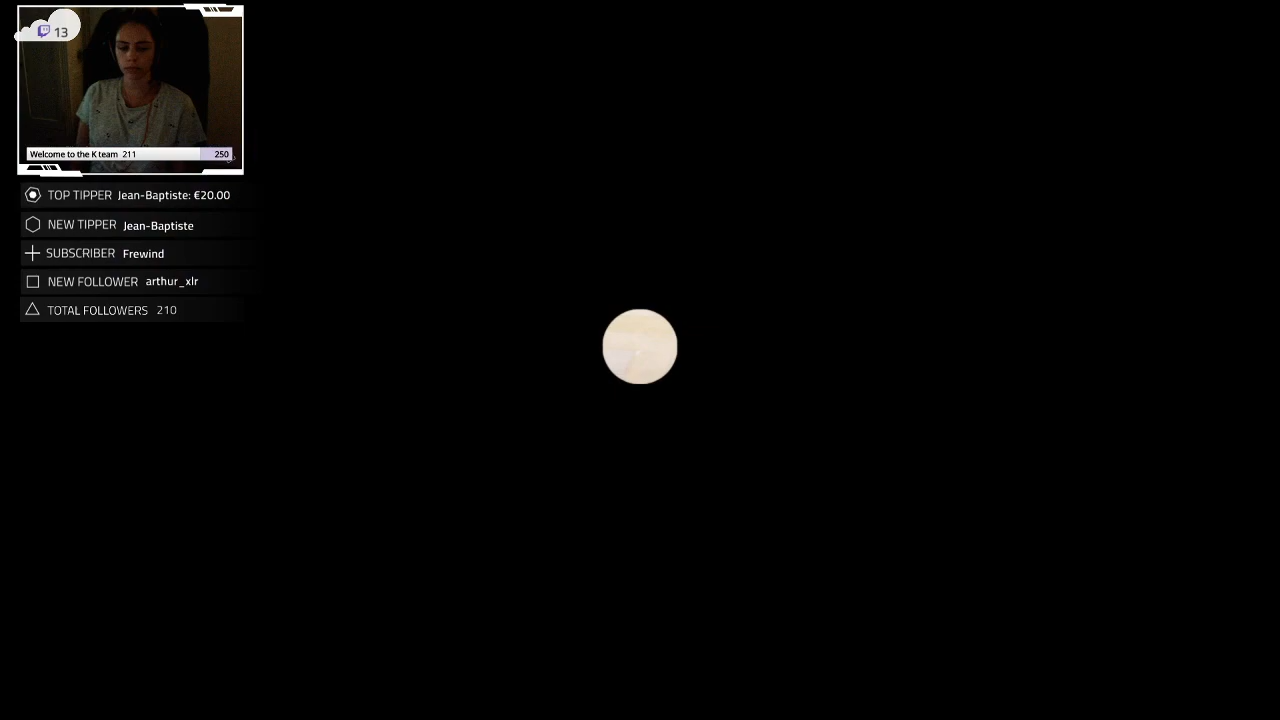 13
Welcome to the K team 211 250
TOP TIPPER Jean-Baptiste: €20.00
NEW TIPPER Jean-Baptiste
SUBSCRIBER Frewind
NEW FOLLOWER arthur_xlr
TOTAL FOLLOWERS 210